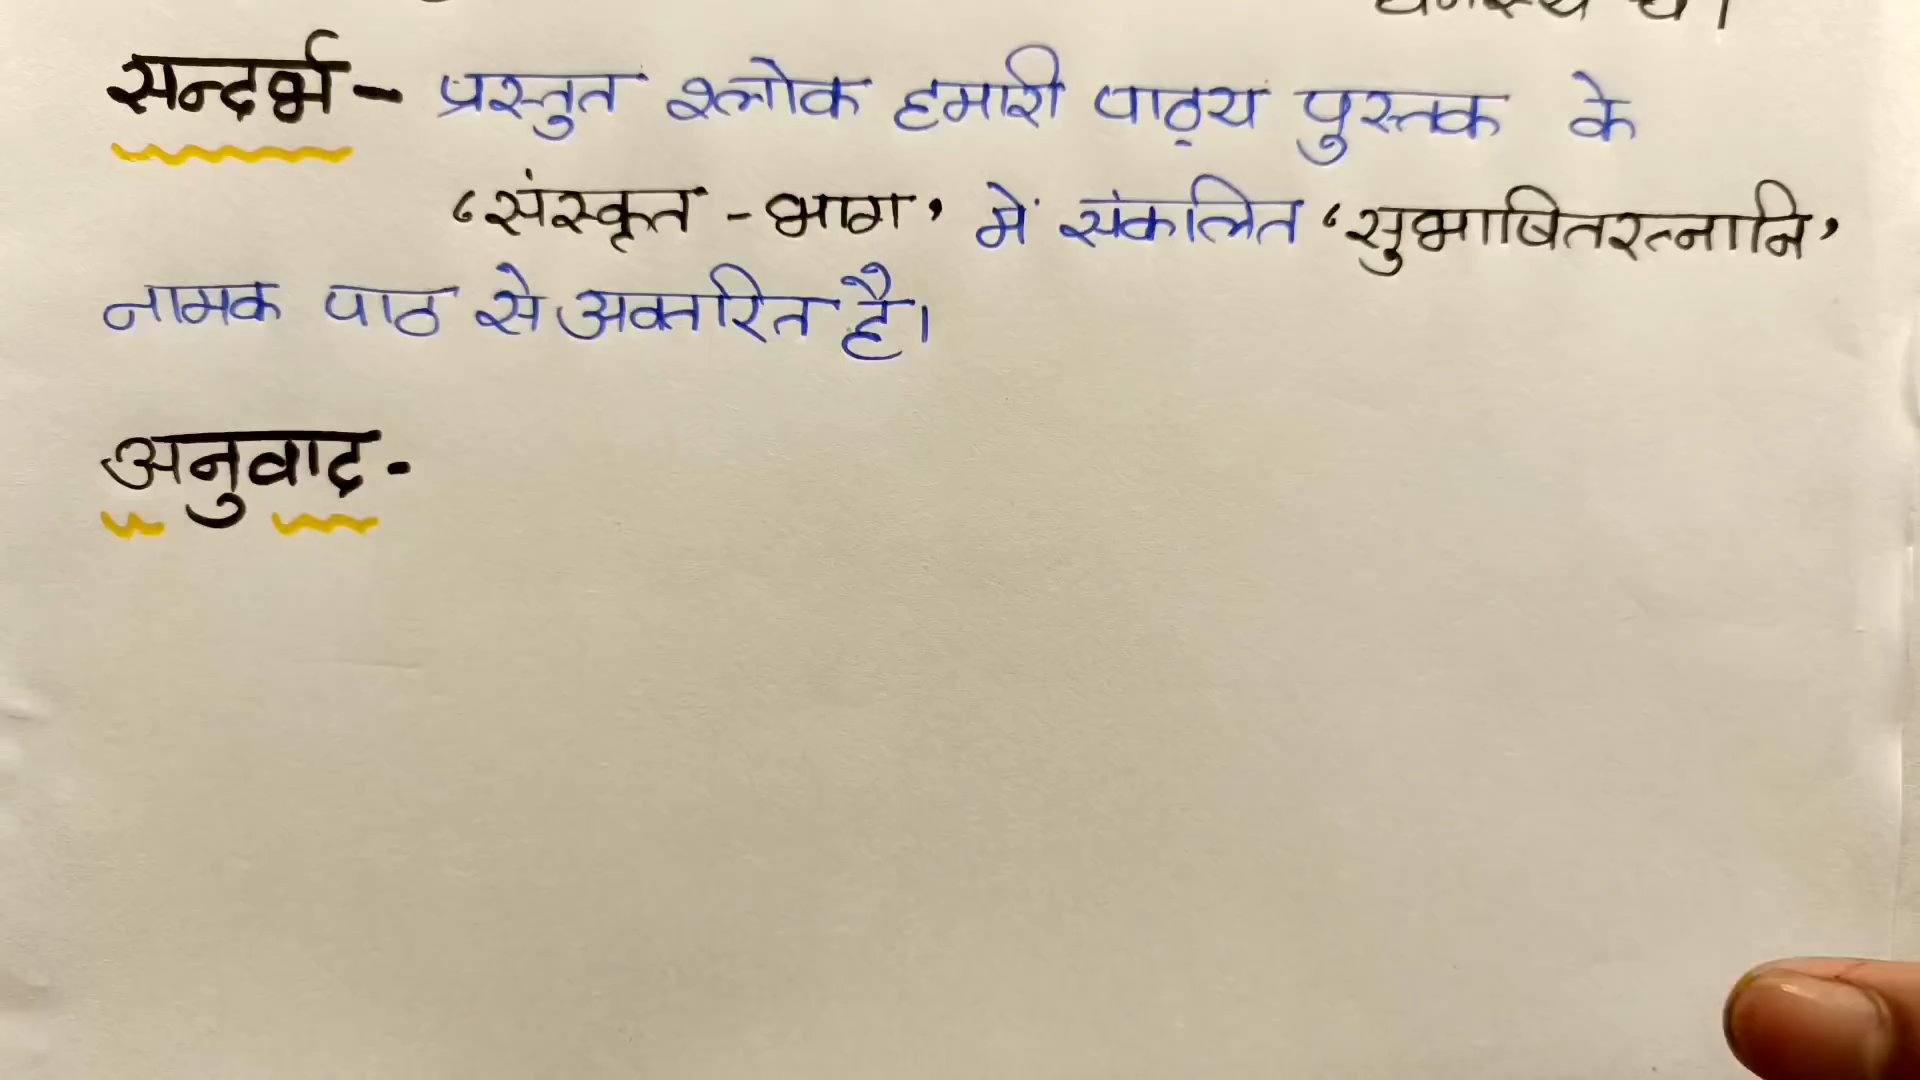 सन्दर्भ - प्रस्तुत श्लोक हमारी पाठ्य पुस्तक के
‘संस्कृत - भाग’ में संकलित ‘सुभाषितरत्नानि’
नामक पाठ से अवतरित है।
अनुवाद -